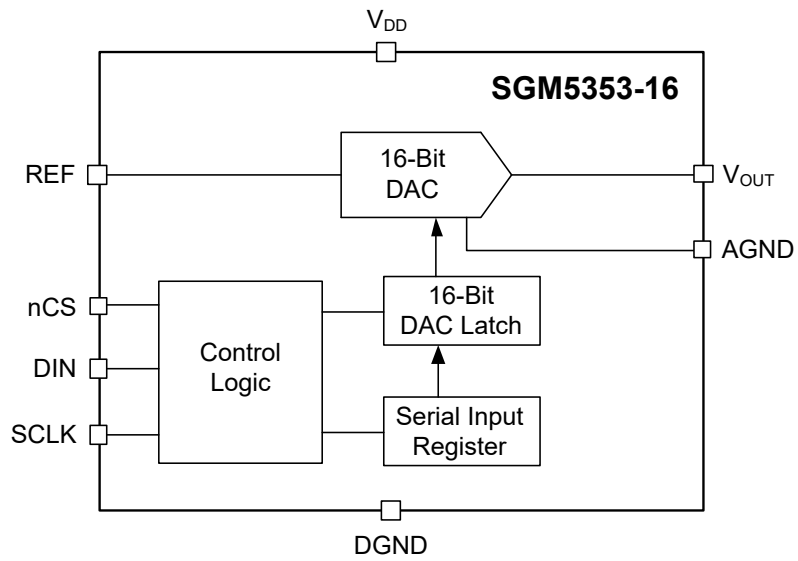 V_DD
SGM5353-16
REF
16-Bit
DAC
V_OUT
AGND
nCS
16-Bit
DAC Latch
DIN
Control
Logic
SCLK
Serial Input
Register
DGND